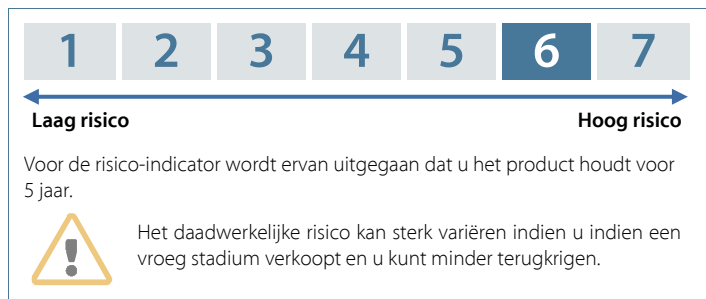 1 2 3 4 5 6 7
Laag risico Hoog risico
Voor de risico-indicator wordt ervan uitgegaan dat u het product houdt voor
5 jaar.
Het daadwerkelijke risico kan sterk variëren indien u indien een
vroeg stadium verkoopt en u kunt minder terugkrigen.